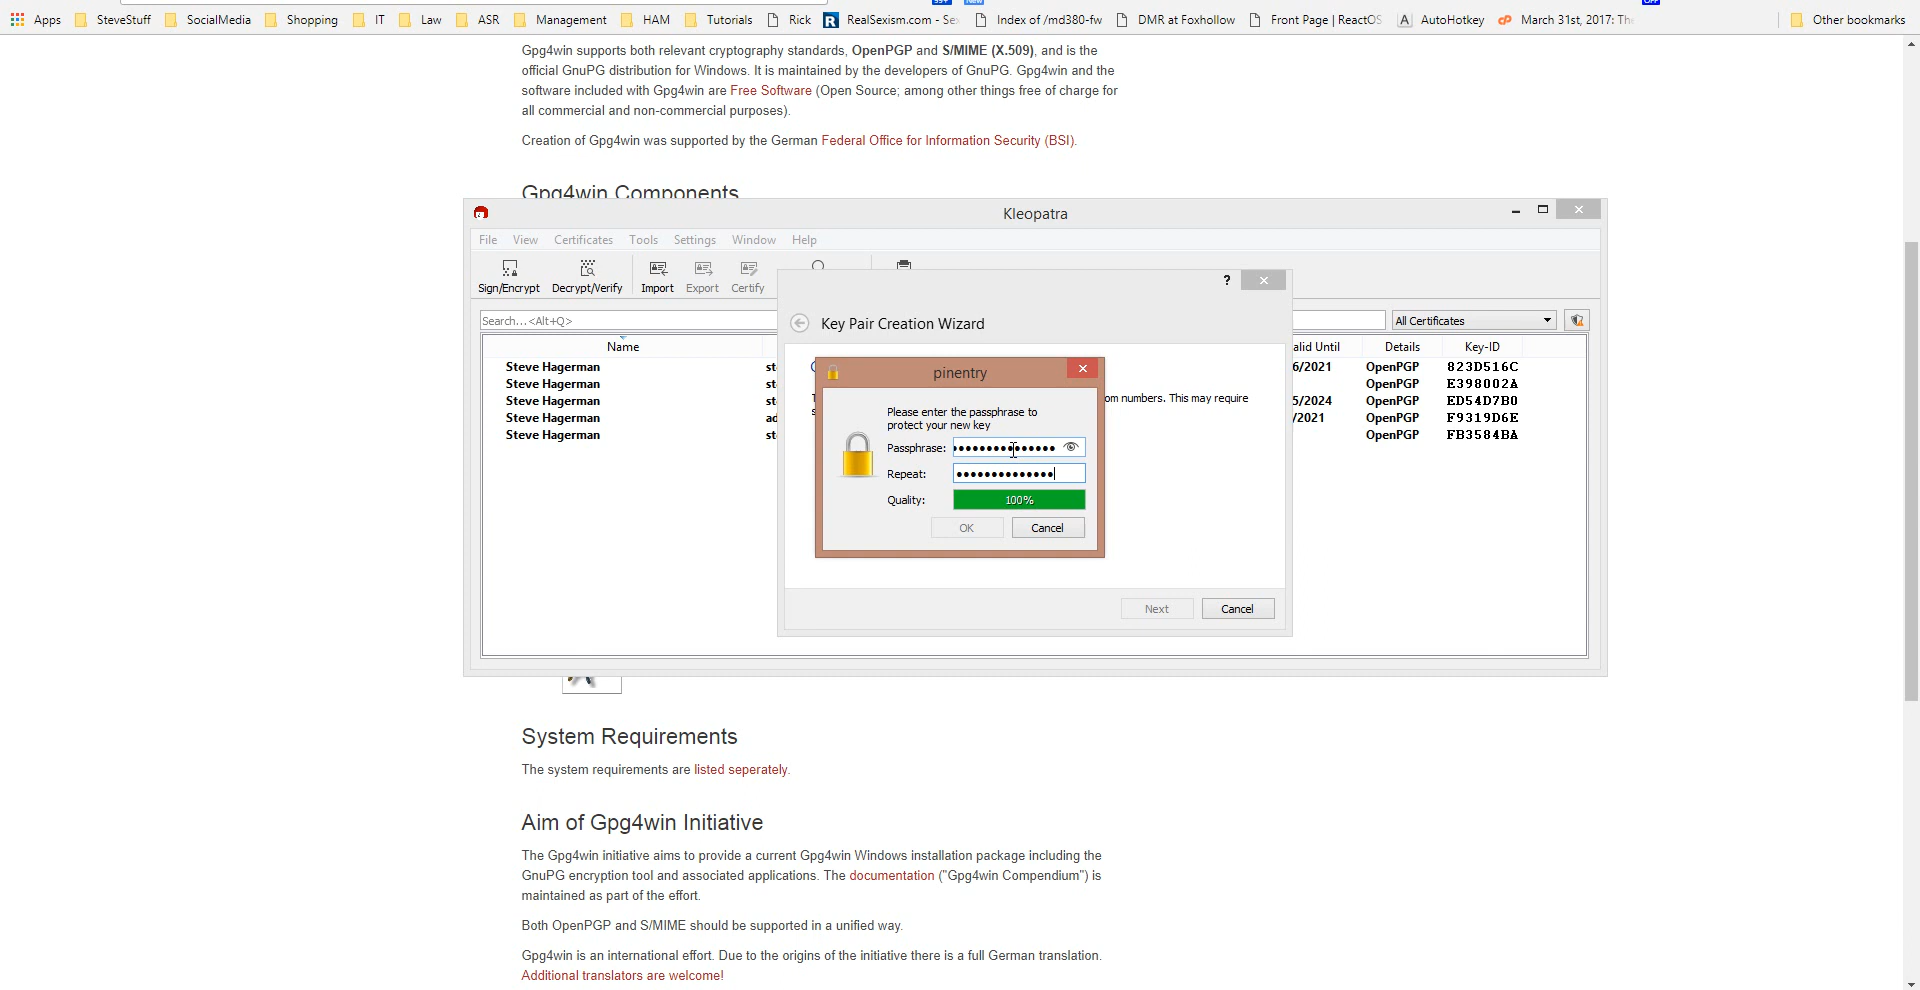 Apps SteveStuff SocialMedia Shopping IT Law ASR Management HAM Tutorials Rick RealSexism.com - Se Index of /md380-fw DMR at Foxhollow Front Page | ReactOS AutoHotkey March 31st, 2017: The Other bookmarks
Gpg4win supports both relevant cryptography standards, OpenPGP and S/MIME (X.509), and is the
official GnuPG distribution for Windows. It is maintained by the developers of GnuPG. Gpg4win and the
software included with Gpg4win are Free Software (Open Source; among other things free of charge for
all commercial and non-commercial purposes).
Creation of Gpg4win was supported by the German Federal Office for Information Security (BSI).
Gpg4win Components
Kleopatra
File View Certificates Tools Settings Window Help
Sign/Encrypt Decrypt/Verify Import Export Certify
?
Search...<Alt+Q> All Certificates
Key Pair Creation Wizard
Name alid Until Details Key-ID
Steve Hagerman st 6/2021 OpenPGP 823D516C
Steve Hagerman st OpenPGP E398002A
Steve Hagerman st 5/2024 OpenPGP ED54D7B0
Steve Hagerman ad /2021 OpenPGP F9319D6E
Steve Hagerman st OpenPGP FB3584BA
om numbers. This may require
pinentry
Please enter the passphrase to
protect your new key
Passphrase:
Repeat:
Quality: 100%
OK Cancel
Next Cancel
System Requirements
The system requirements are listed seperately.
Aim of Gpg4win Initiative
The Gpg4win initiative aims to provide a current Gpg4win Windows installation package including the
GnuPG encryption tool and associated applications. The documentation ("Gpg4win Compendium") is
maintained as part of the effort.
Both OpenPGP and S/MIME should be supported in a unified way.
Gpg4win is an international effort. Due to the origins of the initiative there is a full German translation.
Additional translators are welcome!